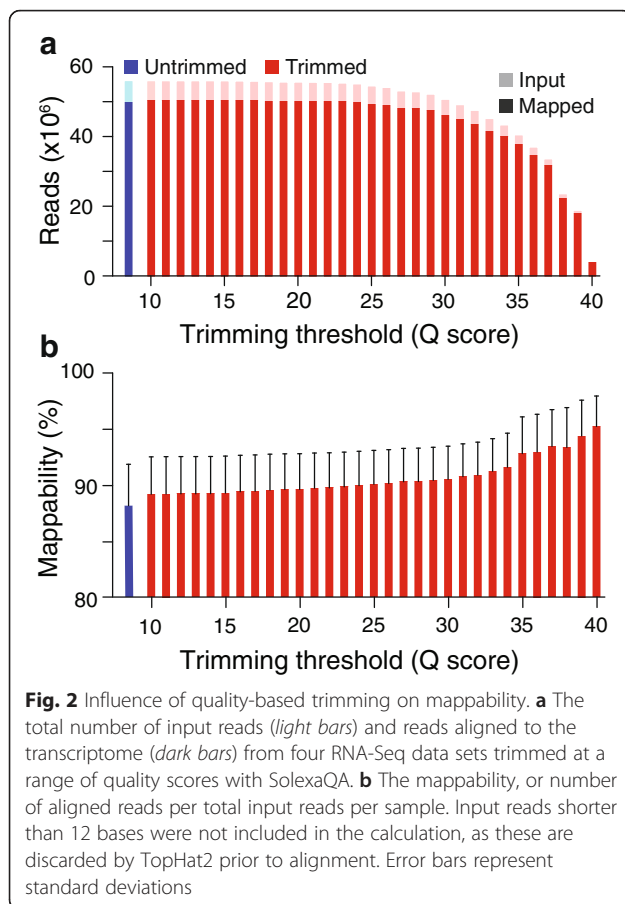 a
Untrimmed Trimmed
Input
Mapped
Reads (x10⁶)
60
40
20
0
10 15 20 25 30 35 40
Trimming threshold (Q score)
b
Mappability (%)
100
90
80
10 15 20 25 30 35 40
Trimming threshold (Q score)
Fig. 2 Influence of quality-based trimming on mappability. a The
total number of input reads (light bars) and reads aligned to the
transcriptome (dark bars) from four RNA-Seq data sets trimmed at a
range of quality scores with SolexaQA. b The mappability, or number
of aligned reads per total input reads per sample. Input reads shorter
than 12 bases were not included in the calculation, as these are
discarded by TopHat2 prior to alignment. Error bars represent
standard deviations